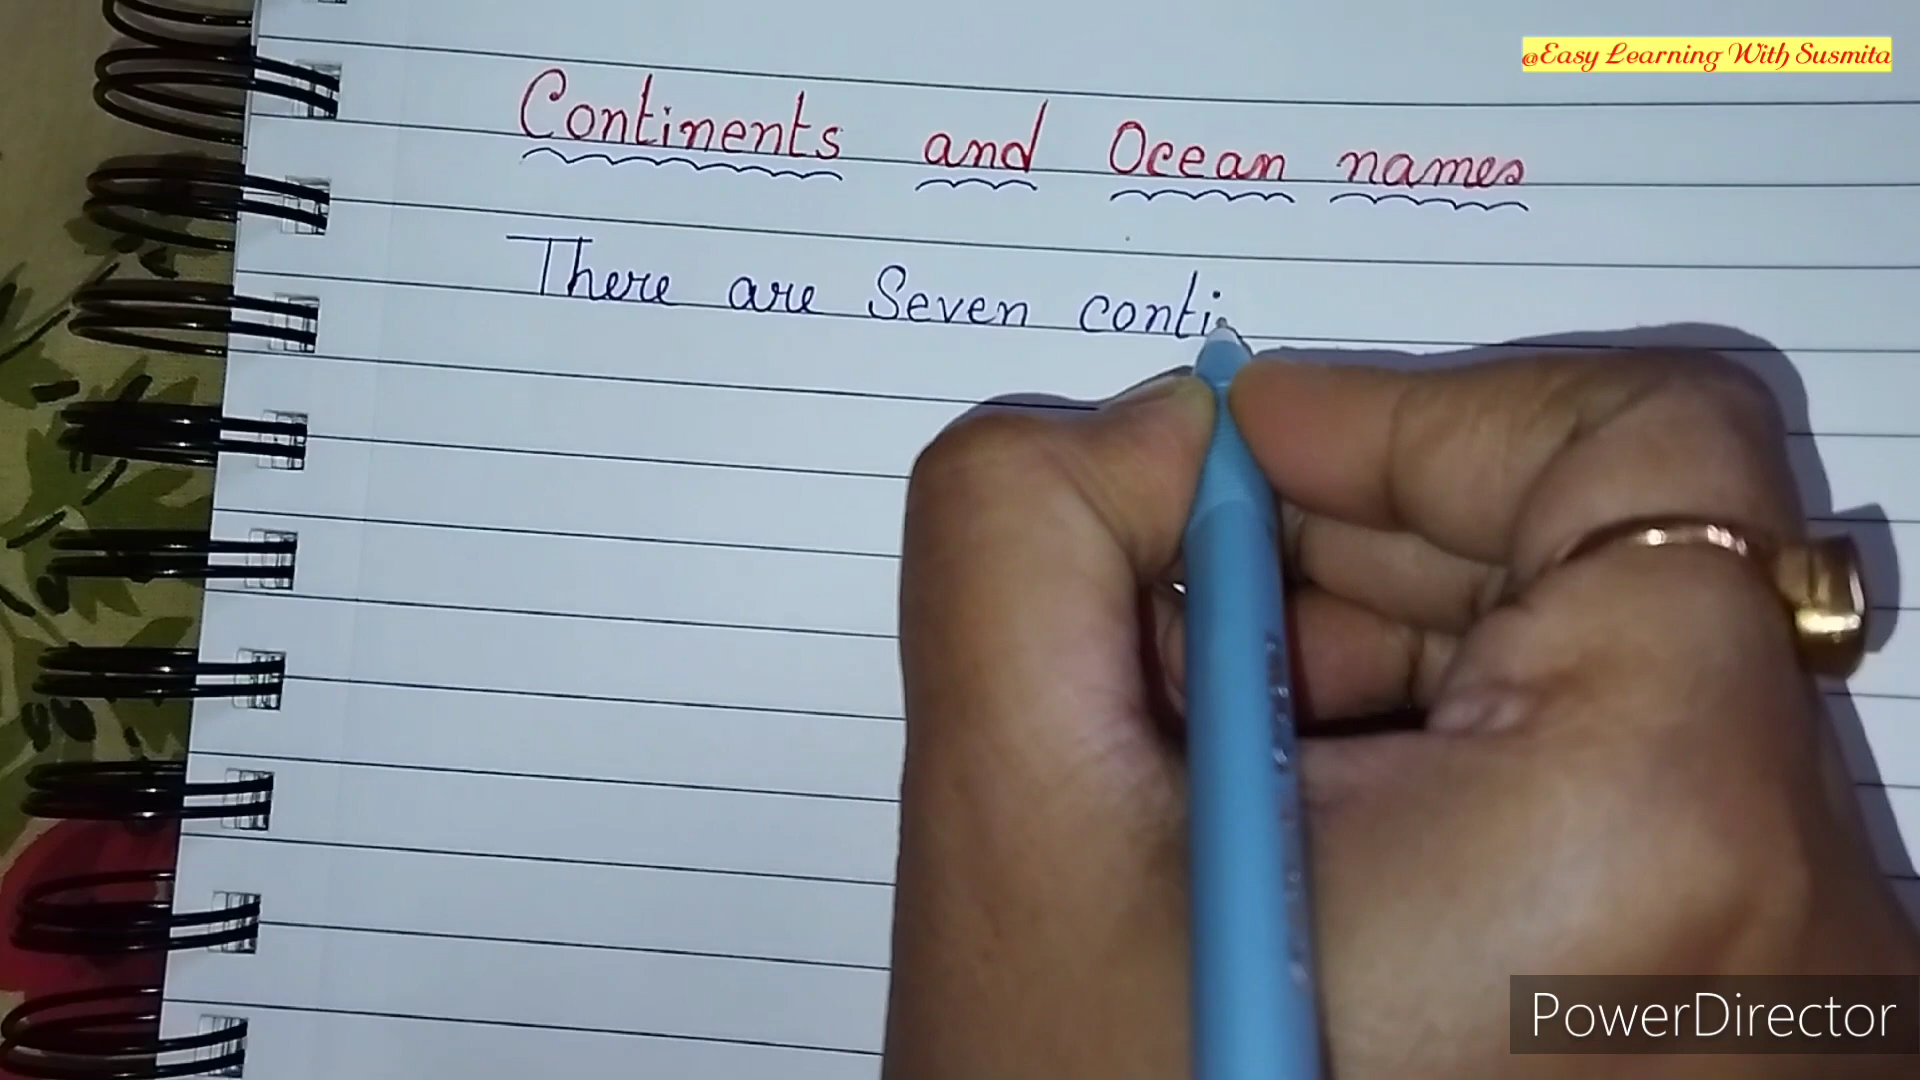 @Easy Learning With Susmita
Continents and Ocean names
There are Seven conti
PowerDirector